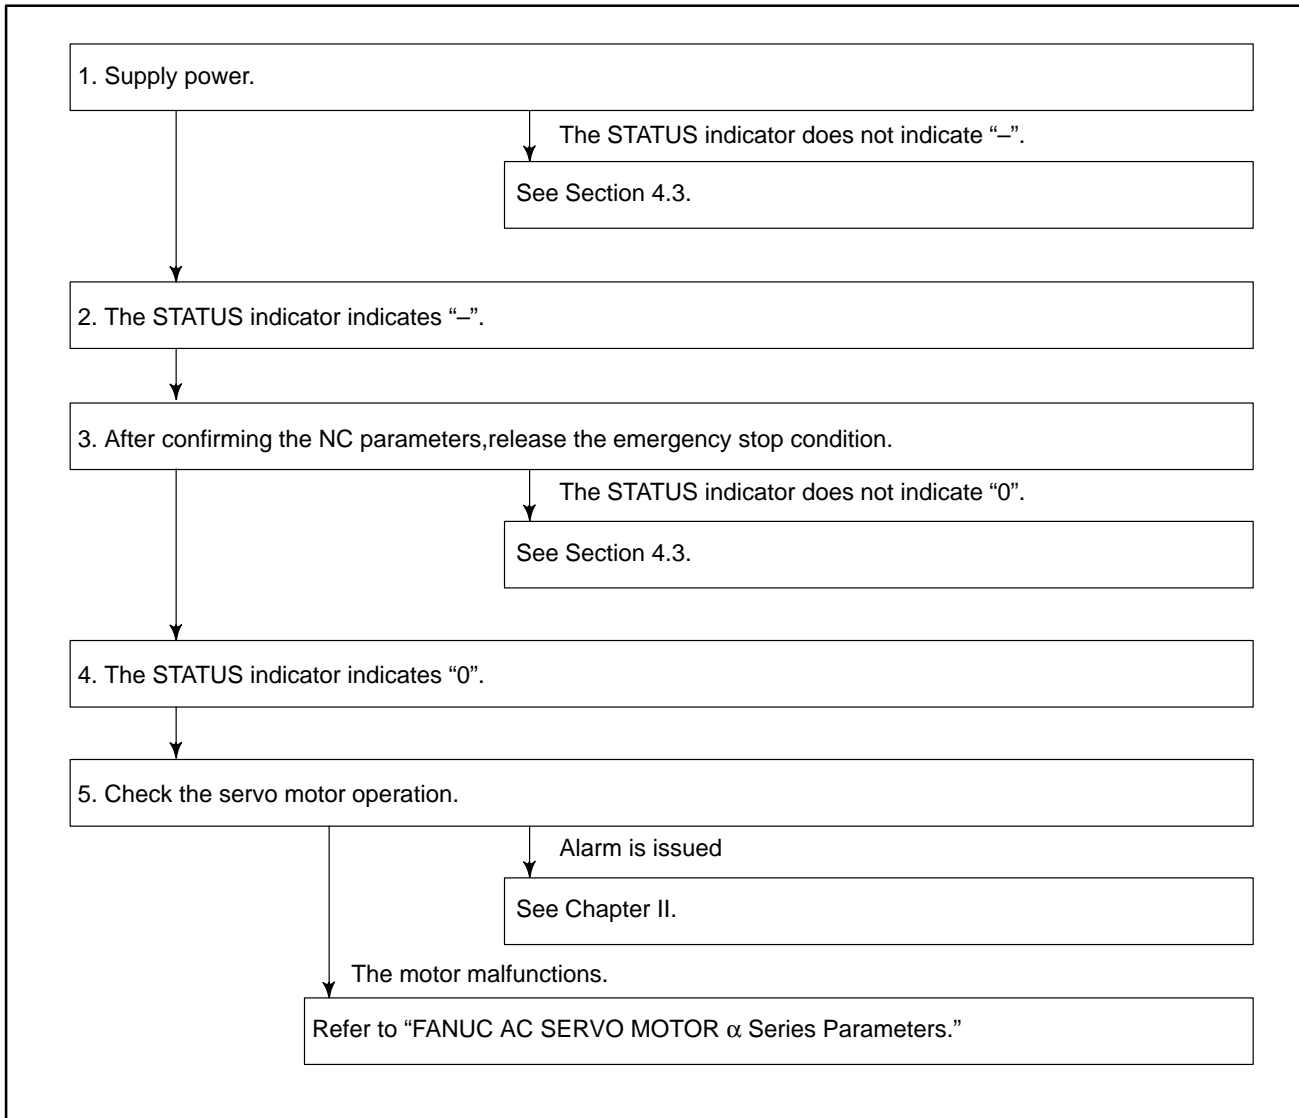 1. Supply power.
The STATUS indicator does not indicate “–”.
See Section 4.3.
2. The STATUS indicator indicates “–”.
3. After confirming the NC parameters,release the emergency stop condition.
The STATUS indicator does not indicate “0”.
See Section 4.3.
4. The STATUS indicator indicates “0”.
5. Check the servo motor operation.
Alarm is issued
See Chapter II.
The motor malfunctions.
Refer to “FANUC AC SERVO MOTOR α Series Parameters.”